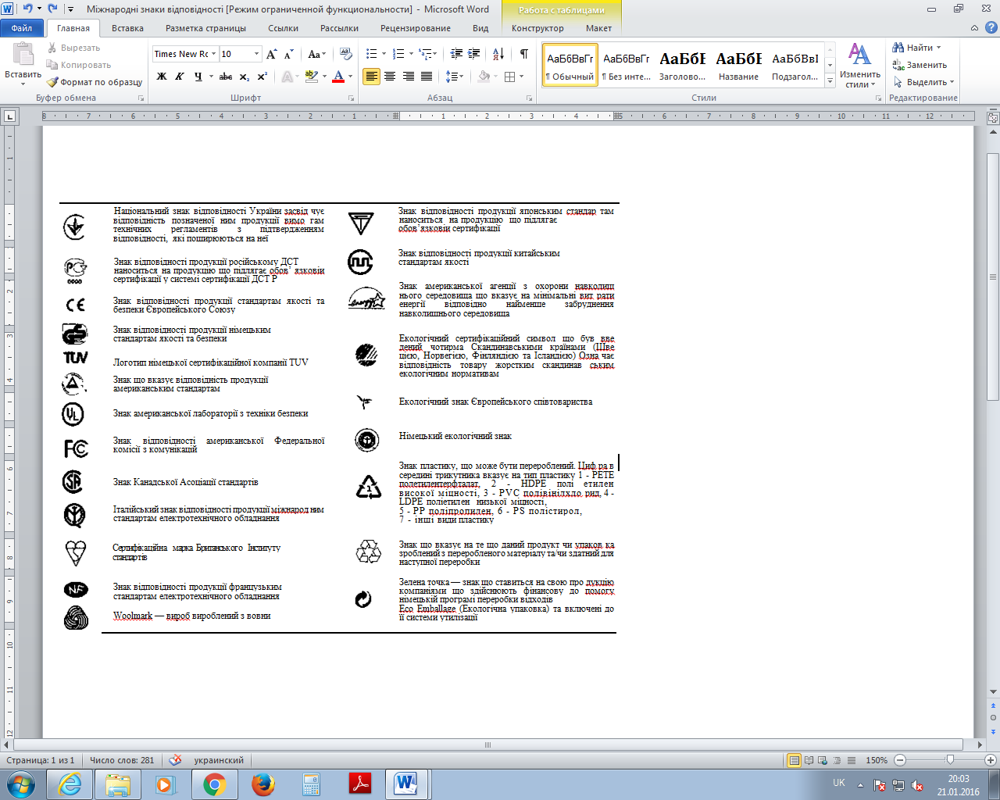 Міжнародні знаки відповідності [Режим ограниченной функциональности] - Microsoft Word
Работа с таблицами
Файл
Главная
Вставка
Разметка страницы
Ссылки
Рассылки
Рецензирование
Вид
Конструктор
Макет
Вставить
Вырезать
Копировать
Формат по образцу
Буфер обмена
Times New Rc
10
Ж К Ч abc x₂ x²
Шрифт
Абзац
АаБбВвГг
¶ Обычный
АаБбВвГг
¶ Без инте...
АаБбЕ
Заголово...
АаБбВ
Название
АаБбВвІ
Подзагол...
Стили
Изменить
стили
Найти
Заменить
Выделить
Редактирование
Національний знак відповідності України засвід чує
відповідність позначеної ним продукції вимо гам
технічних регламентів з підтвердженням
відповідності, які поширюються на неї
Знак відповідності продукції російському ДСТ
наноситься на продукцію що підлягає обов' язковіи
сертифікації у системі сертифікації ДСТ Р
Знак відповідності продукції стандартам якості та
безпеки Європейського Союзу
CE
Знак відповідності продукції німецьким
стандартам якості та безпеки
TUV
Логотип німецької сертифікаційної компанії TUV
Знак що вказує відповідність продукції
американським стандартам
UL
Знак американської лабораторії з техніки безпеки
FC
Знак відповідності американської Федеральної
комісії з комунікацій
SA
Знак Канадської Асоціації стандартів
Італійський знак відповідності продукції міжнарод ним
стандартам електротехнічного обладнання
Сертифікаційна марка Британського Інституту
стандартів
NF
Знак відповідності продукції французьким
стандартам електротехнічного обладнання
Woolmark — вироб вироблений з вовни
Знак відповідності продукції японським стандар там
наноситься на продукцію що підлягає
обов'язковіи сертифікації
Знак відповідності продукції китайським
стандартам якості
energy
Знак американської агенції з охорони навколиш
нього середовища що вказує на мінімальні вит рати
енергії відповідно найменше забруднення
навколишнього середовища
Екологічний сертифікаційний символ що був вве
дений чотирма Скандинавськими країнами (Шве
цією, Норвегією, Фінляндією та Ісландією) Озна чає
відповідність товару жорстким скандинав ським
екологічним нормативам
Екологічний знак Європейського співтовариства
Німецький екологічний знак
1
Знак пластику, що може бути перероблений. Циф ра в
середині трикутника вказує на тип пластику 1 - PETE
полетилентерфталат, 2 - HDPE полі етилен
високої міцності, 3 - PVC полівінілхло рид, 4 -
LDPE поліетилен низької міцності,
5 - PP поліпропилен, 6 - PS полістирол,
7 - інші види пластику
Знак що вказує на те що даний продукт чи упаков ка
зроблений з переробленого матеріалу та/чи здатний для
наступної переробки
Зелена точка — знак що ставиться на свою про дукцію
компаніями що здійснюють фінансову до помогу
німецькій програмі переробки відходів
Eco Emballage (Екологічна упаковка) та включені до
її системи утилізації
Страница: 1 из 1
Число слов: 281
украинский
150%
UK
20:03
21.01.2016